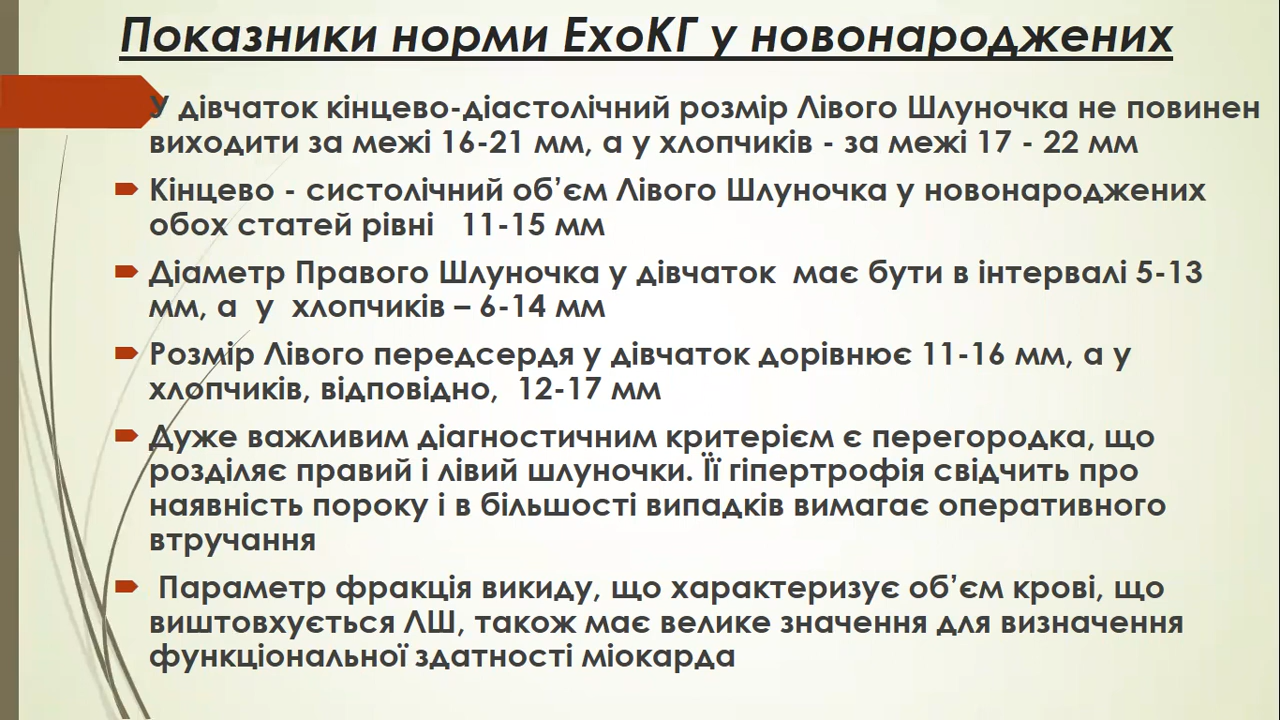 Показники норми ЕхоКГ у новонароджених
У дівчаток кінцево-діастолічний розмір Лівого Шлуночка не повинен
виходити за межі 16-21 мм, а у хлопчиків - за межі 17 - 22 мм
Кінцево - систолічний об’єм Лівого Шлуночка у новонароджених
обох статей рівні 11-15 мм
Діаметр Правого Шлуночка у дівчаток має бути в інтервалі 5-13
мм, а у хлопчиків – 6-14 мм
Розмір Лівого передсердя у дівчаток дорівнює 11-16 мм, а у
хлопчиків, відповідно, 12-17 мм
Дуже важливим діагностичним критерієм є перегородка, що
розділяє правий і лівий шлуночки. Її гіпертрофія свідчить про
наявність пороку і в більшості випадків вимагає оперативного
втручання
Параметр фракція викиду, що характеризує об’єм крові, що
виштовхується ЛШ, також має велике значення для визначення
функціональної здатності міокарда